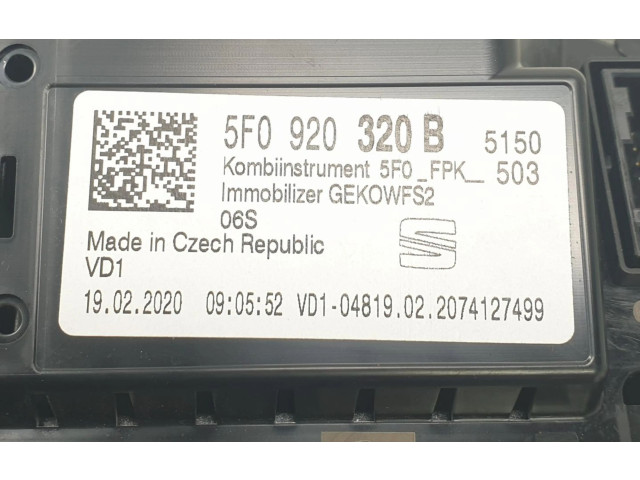 5F0 920 320 B 5150
Kombiinstrument 5F0_FPK_ 503
Immobilizer GEKOWFS2
06S
Made in Czech Republic
VD1
19.02.2020 09:05:52 VD1-04819.02.2074127499